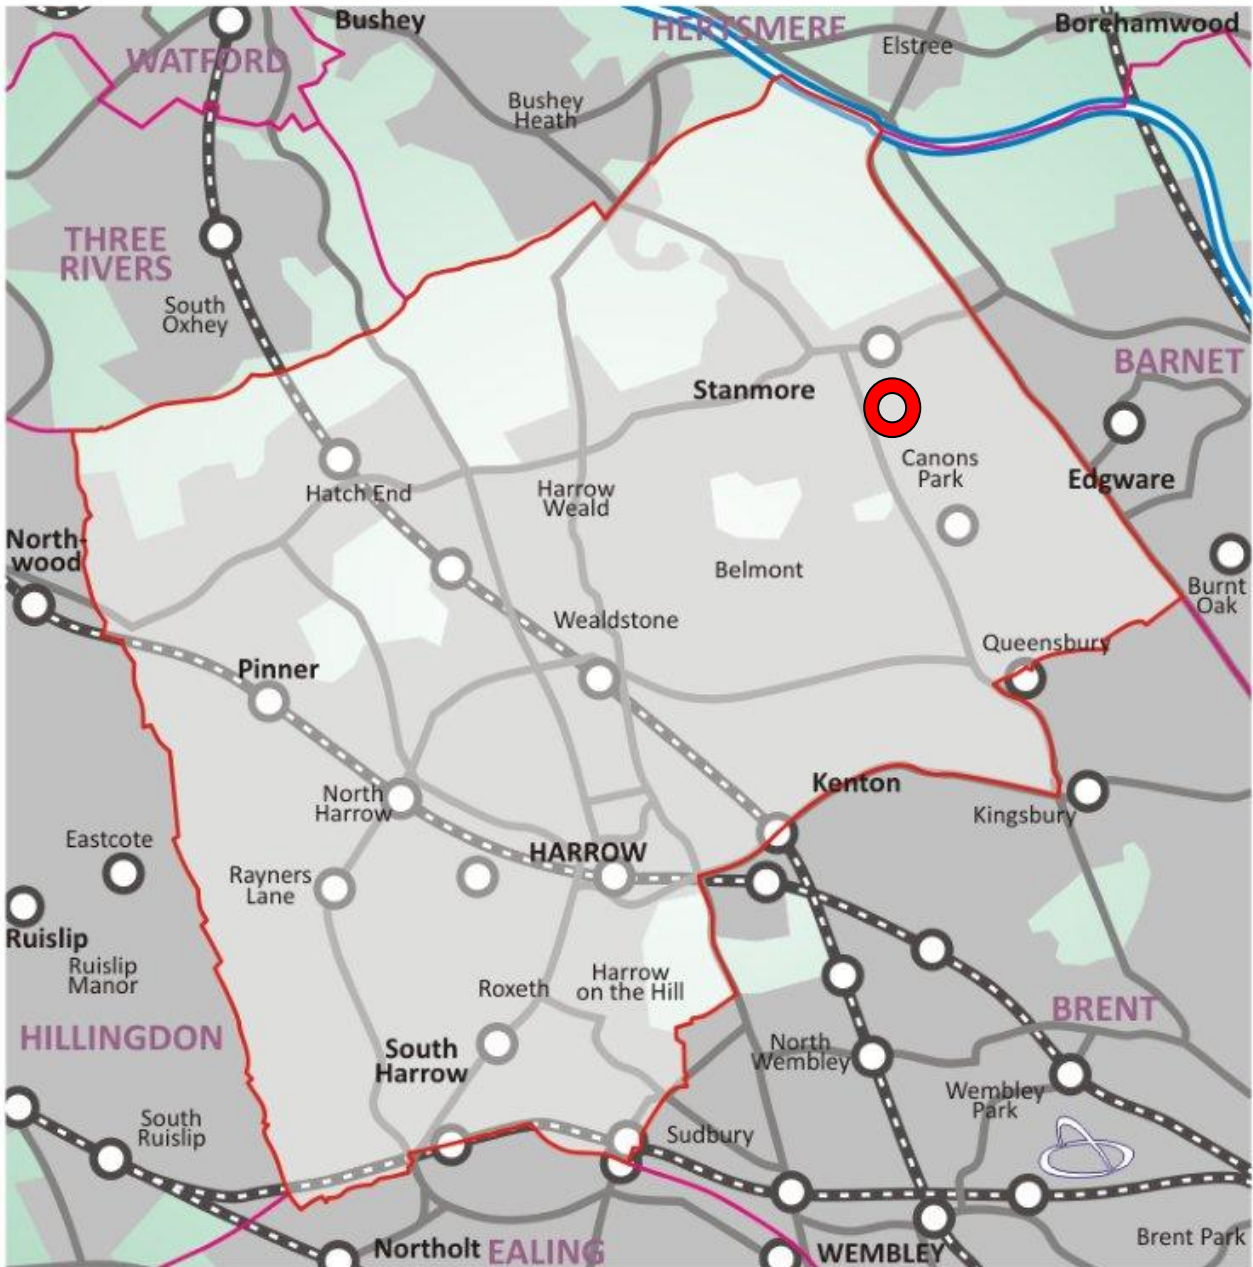 Bushey
HERTSMERE
Borehamwood
WATFORD
Elstree
Bushey
Heath
THREE
RIVERS
South
Oxhey
BARNET
Stanmore
Canons
Park
Edgware
Hatch End
Harrow
Weald
North-
wood
Belmont
Burnt
Oak
Wealdstone
Queensbury
Pinner
Kenton
North
Harrow
Kingsbury
Eastcote
HARROW
Rayners
Lane
Ruislip
Ruislip
Manor
Roxeth
Harrow
on the Hill
BRENT
HILLINGDON
South
Harrow
North
Wembley
Wembley
Park
South
Ruislip
Sudbury
Brent Park
Northolt
EALING
WEMBLEY